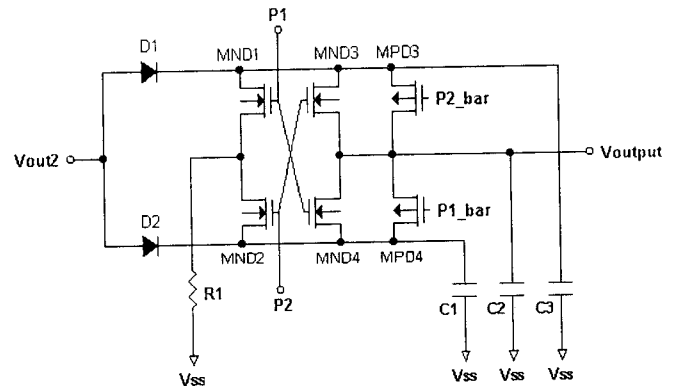 P1
D1
MND1
MND3
MPD3
P2_bar
Vout2
Voutput
P1_bar
D2
MND2
MND4
MPD4
R1
P2
C1
C2
C3
Vss
Vss
Vss
Vss